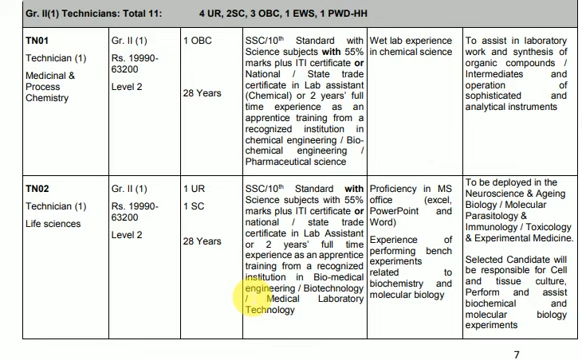 Gr. II(1) Technicians: Total 11: 4 UR, 2SC, 3 OBC, 1 EWS, 1 PWD-HH
TN01
Technician (1)
Medicinal &
Process
Chemistry
Gr. II (1)
Rs. 19990-
63200
Level 2
1 OBC
28 Years
SSC/10th Standard with
Science subjects with 55%
marks plus ITI certificate or
National / State trade
certificate in Lab assistant
(Chemical) or 2 years' full
time experience as an
apprentice training from a
recognized institution in
chemical engineering / Bio-
chemical engineering /
Pharmaceutical science
Wet lab experience
in chemical science
To assist in laboratory
work and synthesis of
organic compounds /
Intermediates and
operation of
sophisticated and
analytical instruments
TN02
Technician (1)
Life sciences
Gr. II (1)
Rs. 19990-
63200
Level 2
1 UR
1 SC
28 Years
SSC/10th Standard with
Science subjects with 55%
marks plus ITI certificate or
national / state trade
certificate in Lab Assistant
or 2 years' full time
experience as an apprentice
training from a recognized
institution in Bio-medical
engineering / Biotechnology
/ Medical Laboratory
Technology
Proficiency in MS
office (excel,
PowerPoint and
Word)
Experience of
performing bench
experiments
related to
biochemistry and
molecular biology
To be deployed in the
Neuroscience & Ageing
Biology / Molecular
Parasitology &
Immunology / Toxicology
& Experimental Medicine.
Selected Candidate will
be responsible for Cell
and tissue culture,
Perform and assist
biochemical and
molecular biology
experiments
7